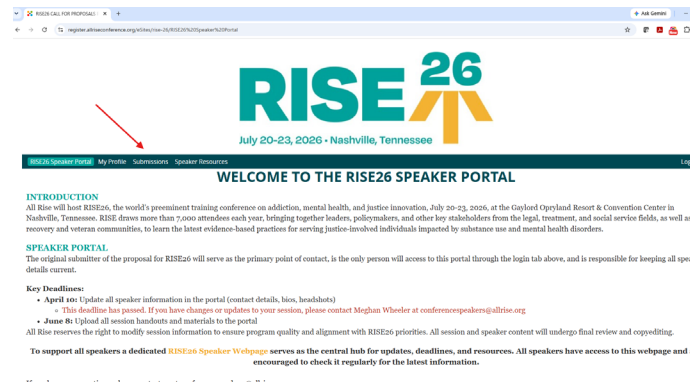 RISE26 CALL FOR PROPOSALS
Ask Gemini
register.allriseconference.org/eSites/rise-26/RISE26%20Speaker%20Portal
RISE26
July 20-23, 2026 • Nashville, Tennessee
RISE26 Speaker Portal My Profile Submissions Speaker Resources
WELCOME TO THE RISE26 SPEAKER PORTAL
INTRODUCTION
All Rise will host RISE26, the world's preeminent training conference on addiction, mental health, and justice innovation, July 20-23, 2026, at the Gaylord Opryland Resort & Convention Center in
Nashville, Tennessee. RISE draws more than 7,000 attendees each year, bringing together leaders, policymakers, and other key stakeholders from the legal, treatment, and social service fields, as well as
recovery and veteran communities, to learn the latest evidence-based practices for serving justice-involved individuals impacted by substance use and mental health disorders.
SPEAKER PORTAL
The original submitter of the proposal for RISE26 will serve as the primary point of contact, is the only person will access to this portal through the login tab above, and is responsible for keeping all spea
details current.
Key Deadlines:
• April 10: Update all speaker information in the portal (contact details, bios, headshots)
◦ This deadline has passed. If you have changes or updates to your session, please contact Meghan Wheeler at conferencespeakers@allrise.org
• June 8: Upload all session handouts and materials to the portal
All Rise reserves the right to modify session information to ensure program quality and alignment with RISE26 priorities. All session and speaker content will undergo final review and copyediting.
To support all speakers a dedicated RISE26 Speaker Webpage serves as the central hub for updates, deadlines, and resources. All speakers have access to this webpage and
encouraged to check it regularly for the latest information.